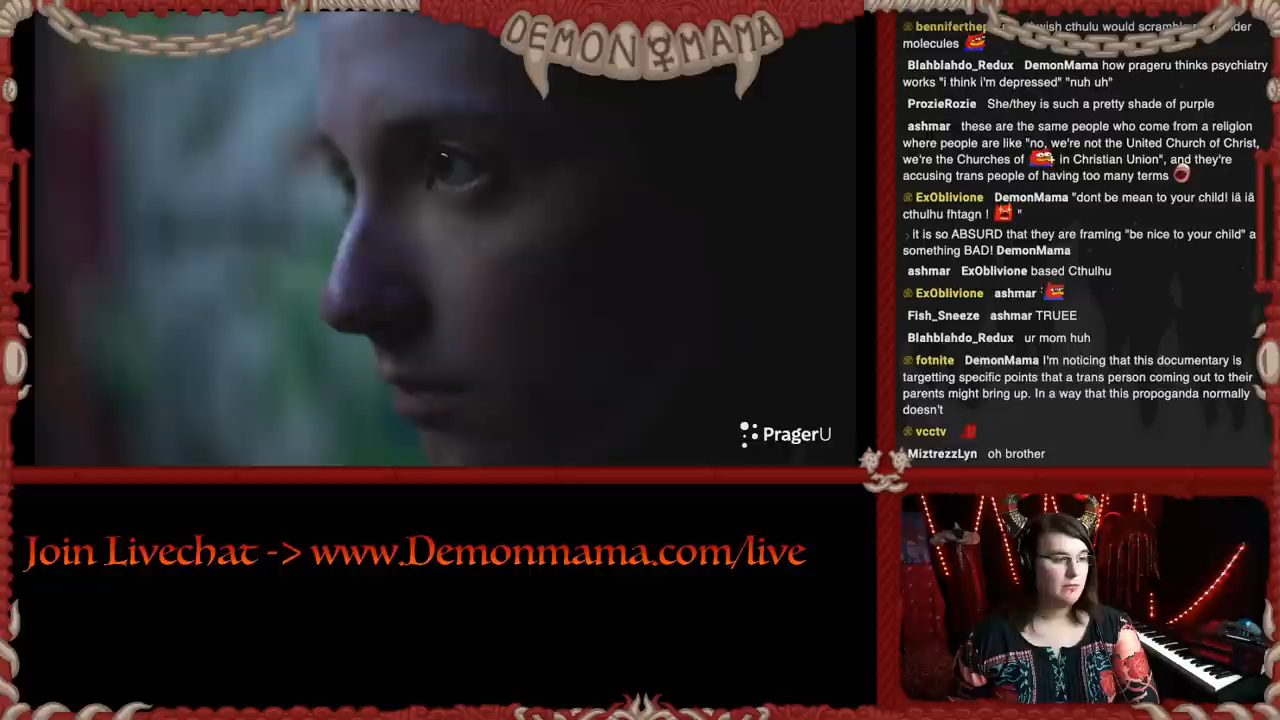 DEMON MAMA
benniferthep wish cthulu would scramb der
molecules
Blahblahdo_Redux DemonMama how prageru thinks psychiatry
works "i think i'm depressed" "nuh uh"
ProzieRozie She/they is such a pretty shade of purple
ashmar these are the same people who come from a religion
where people are like "no, we're not the United Church of Christ,
we're the Churches of in Christian Union", and they're
accusing trans people of having too many terms
ExOblivione DemonMama "dont be mean to your child! iä iä
cthulhu fhtagn ! "
it is so ABSURD that they are framing "be nice to your child" a
something BAD! DemonMama
ashmar ExOblivione based Cthulhu
ExOblivione ashmar
Fish_Sneeze ashmar TRUEE
Blahblahdo_Redux ur mom huh
fotnite DemonMama I'm noticing that this documentary is
targetting specific points that a trans person coming out to their
parents might bring up. In a way that this propoganda normally
doesn't
vcctv
MiztrezzLyn oh brother
PragerU
Join Livechat -> www.Demonmama.com/live